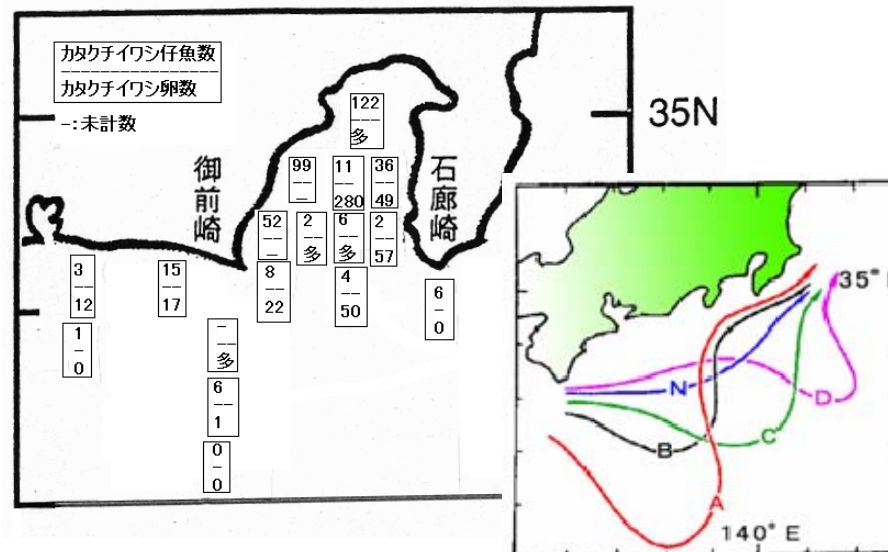 カタクチイワシ仔魚数
カタクチイワシ卵数
-:未計数
35N
御前崎
石廊崎
122
多
99
-
11
280
36
49
52
-
2
多
6
多
2
57
3
12
15
17
8
22
4
50
6
0
1
0
-
多
6
1
0
0
35°
N
D
B
C
A
140° E